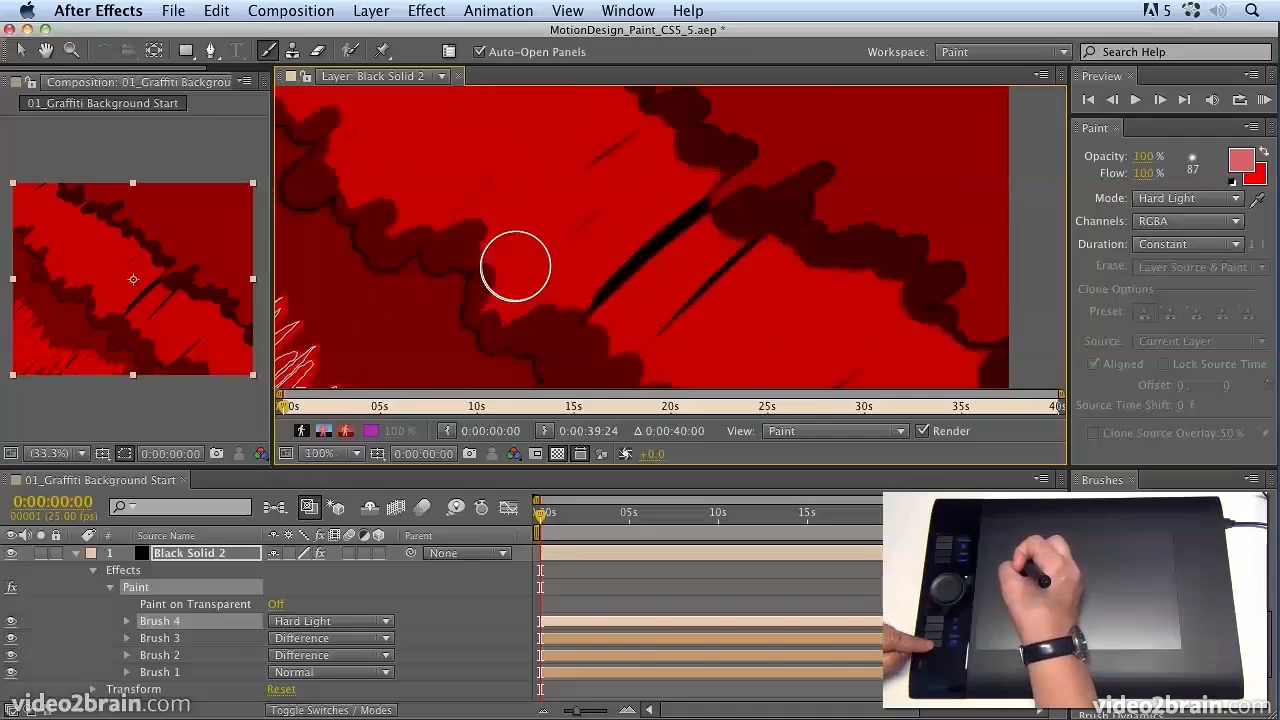 After Effects File Edit Composition Layer Effect Animation View Window Help 5
MotionDesign_Paint_CS5_5.aep *
T Auto-Open Panels Workspace: Paint Search Help
Composition: 01_Graffiti Backgrou Layer: Black Solid 2 Preview
01_Graffiti Background Start
Paint
Opacity: 100 %
Flow: 100 % 87
Mode: Hard Light
Channels: RGBA
Duration: Constant
Erase: Layer Source & Paint
Clone Options
Preset
Source: Current Layer
Aligned Lock Source Time
Offset: 0 , 0
Source Time Shift: 0 f
Clone Source Overlay: 50 %
0s 05s 10s 15s 20s 25s 30s 35s 40s
100 % 0:00:00:00 0:00:39:24 Δ 0:00:40:00 View: Paint Render
(33.3%) 0:00:00:00 100% 0:00:00:00 +0.0
01_Graffiti Background Start Brushes
0:00:00:00
00001 (25.00 fps)
00s 05s 10s 15s
# Source Name Parent
1 Black Solid 2 fx None
Effects
fx Paint
Paint on Transparent Off
Brush 4 Hard Light
Brush 3 Difference
Brush 2 Difference
Brush 1 Normal
Transform Reset
video2brain.com Toggle Switches / Modes video2brain.com
Brush Dynamics